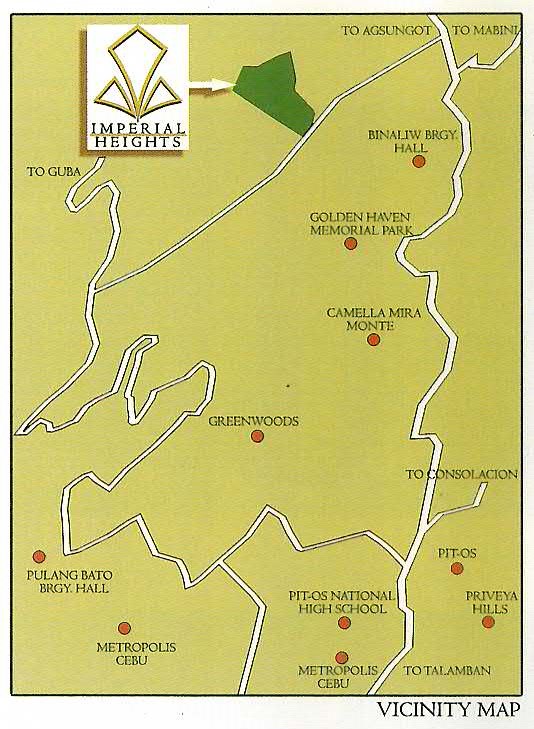 TO AGSUNGOT TO MABINI
IMPERIAL
HEIGHTS
BINALIW BRGY.
HALL
TO GUBA
GOLDEN HAVEN
MEMORIAL PARK
CAMELLA MIRA
MONTE
GREENWOODS
TO CONSOLACION
PIT-OS
PULANG BATO
BRGY. HALL
PIT-OS NATIONAL
HIGH SCHOOL
PRIVEYA
HILLS
METROPOLIS
CEBU
METROPOLIS
CEBU
TO TALAMBAN
VICINITY MAP